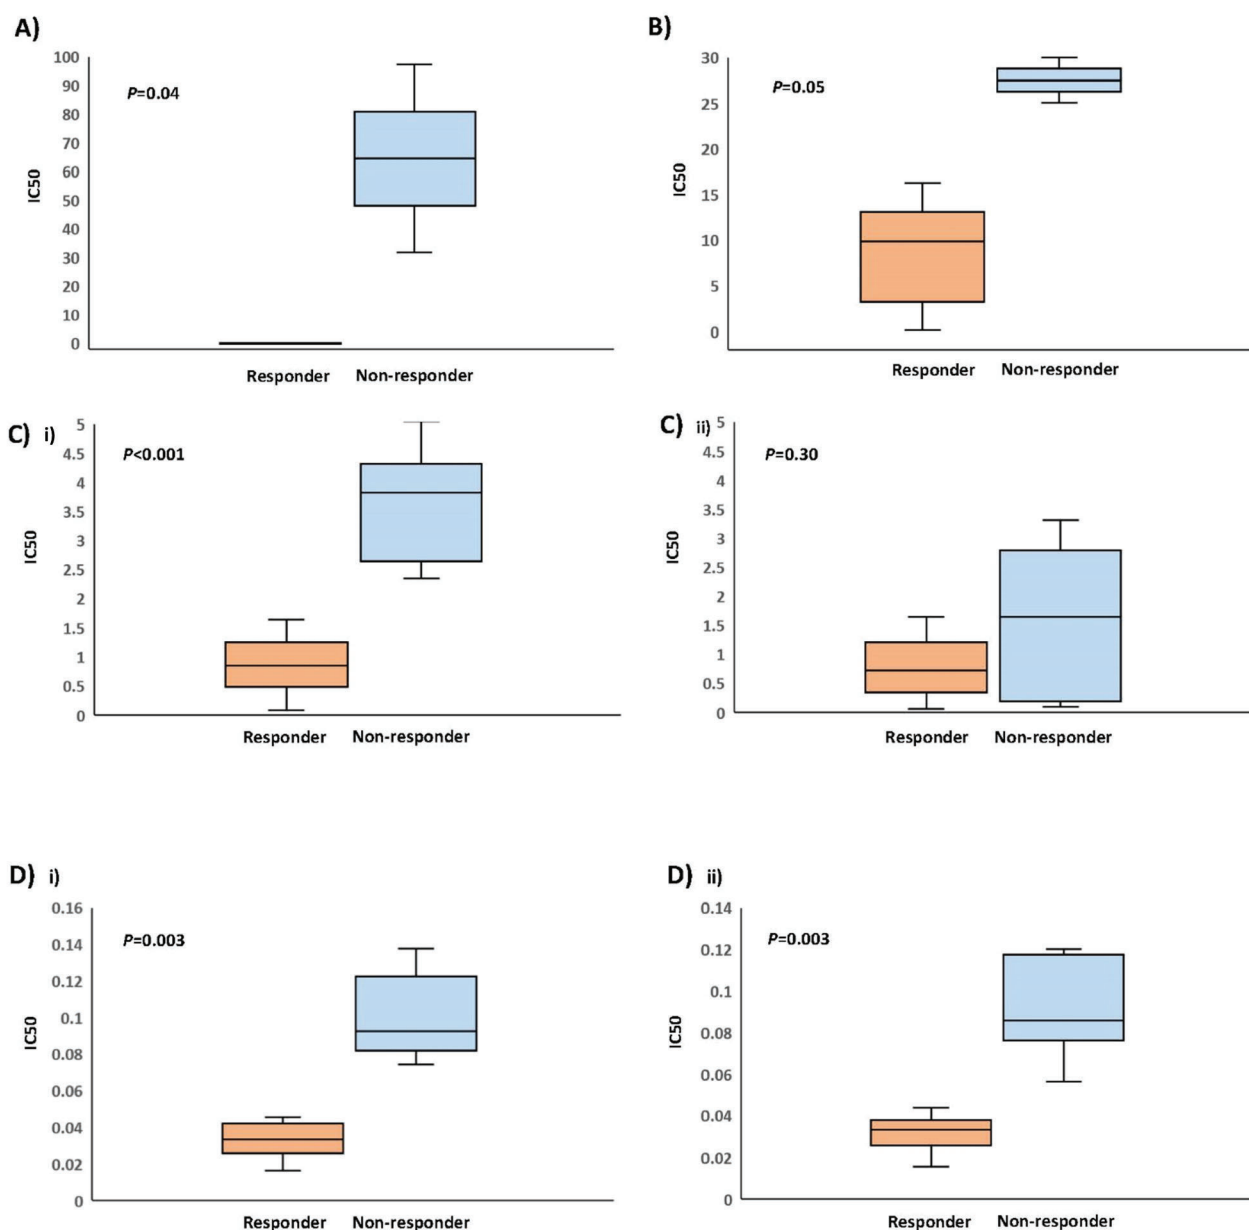 A)
100
90
80
70
60
50
40
30
20
10
0
IC50
P=0.04
Responder Non-responder
B)
30
25
20
15
10
5
0
IC50
P=0.05
Responder Non-responder
C) i)
5
4.5
4
3.5
3
2.5
2
1.5
1
0.5
0
IC50
P<0.001
Responder Non-responder
C) ii)
5
4.5
4
3.5
3
2.5
2
1.5
1
0.5
0
IC50
P=0.30
Responder Non-responder
D) i)
0.16
0.14
0.12
0.1
0.08
0.06
0.04
0.02
0
IC50
P=0.003
Responder Non-responder
D) ii)
0.14
0.12
0.1
0.08
0.06
0.04
0.02
0
IC50
P=0.003
Responder Non-responder